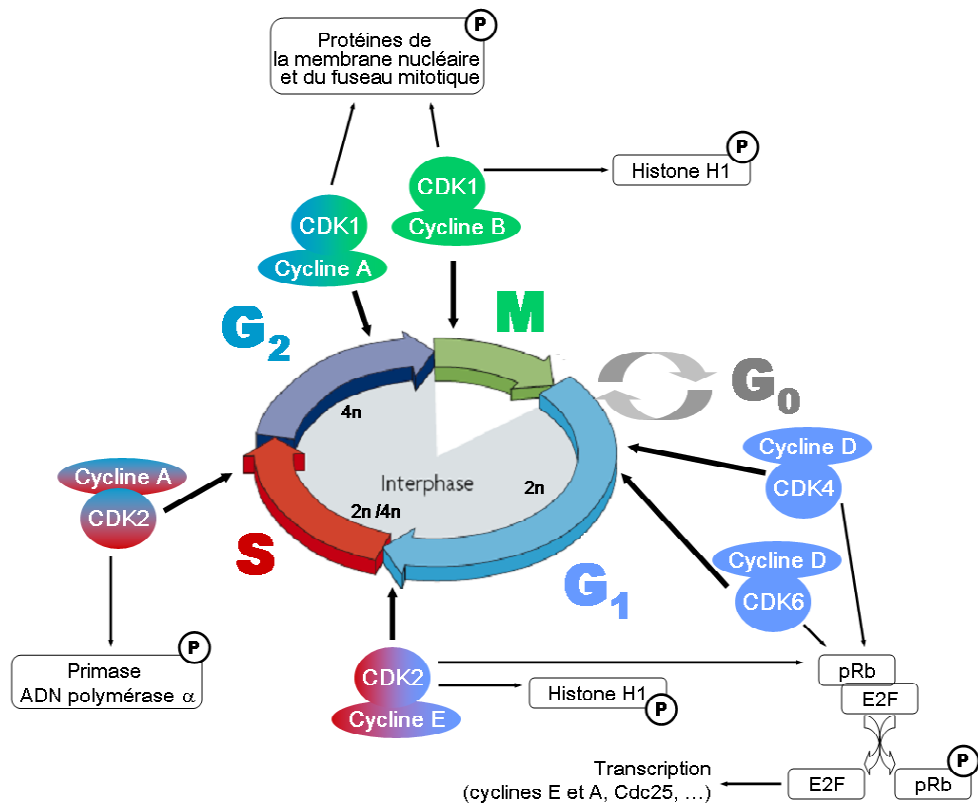 P
Protéines de
la membrane nucléaire
et du fuseau mitotique
P
Histone H1
CDK1
Cycline B
CDK1
Cycline A
G2
M
G0
4n
Cycline D
CDK4
Cycline A
CDK2
Interphase
2n
2n /4n
S
G1
Cycline D
CDK6
P
Primase
ADN polymérase α
CDK2
Cycline E
Histone H1
P
pRb
E2F
P
Transcription
(cyclines E et A, Cdc25, ...)
E2F
pRb